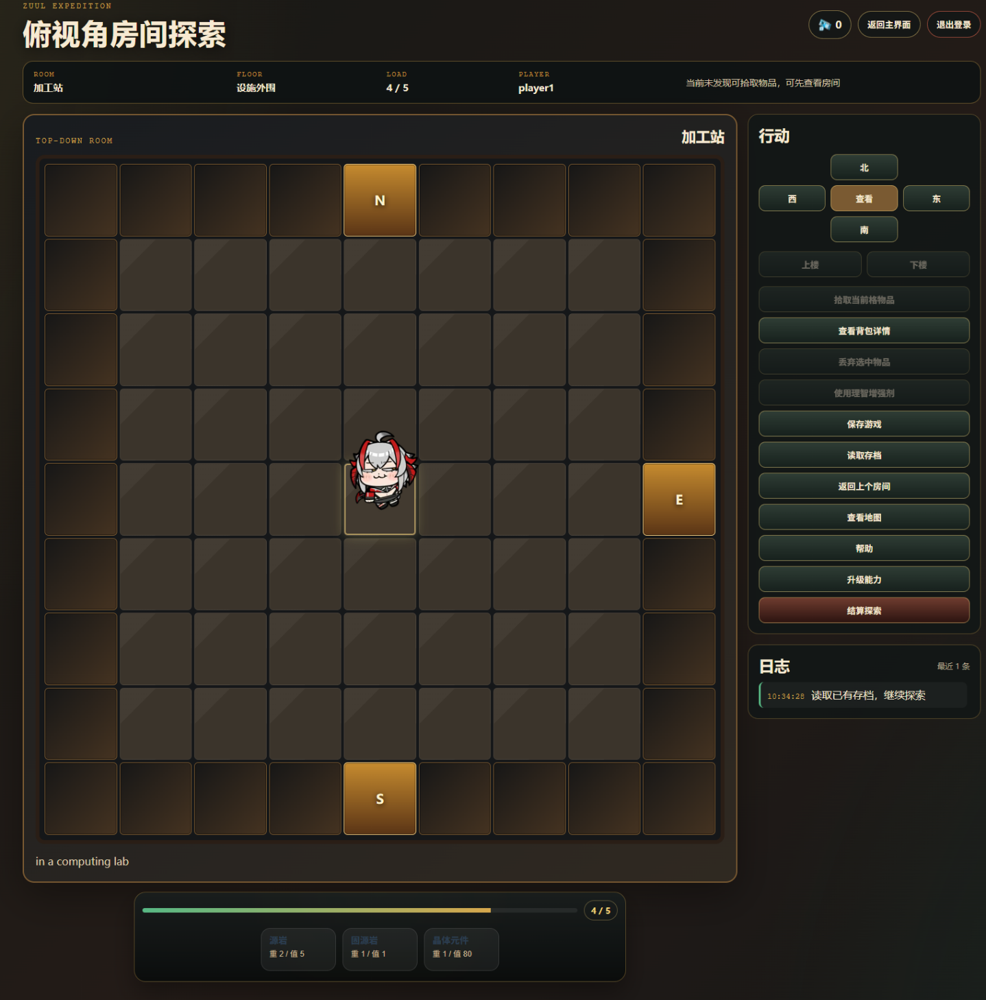 ZUUL EXPEDITION
俯视角房间探索
0
返回主界面
退出登录
ROOM
加工站
FLOOR
设施外围
LOAD
4 / 5
PLAYER
player1
当前未发现可拾取物品，可先查看房间
TOP-DOWN ROOM
加工站
N
E
S
in a computing lab
行动
北
西
查看
东
南
上楼
下楼
拾取当前格物品
查看背包详情
丢弃选中物品
使用理智增强剂
保存游戏
读取存档
返回上个房间
查看地图
帮助
升级能力
结算探索
日志
最近 1 条
10:34:28 读取已有存档，继续探索
4 / 5
源岩
重 2 / 值 5
固源岩
重 1 / 值 1
晶体元件
重 1 / 值 80